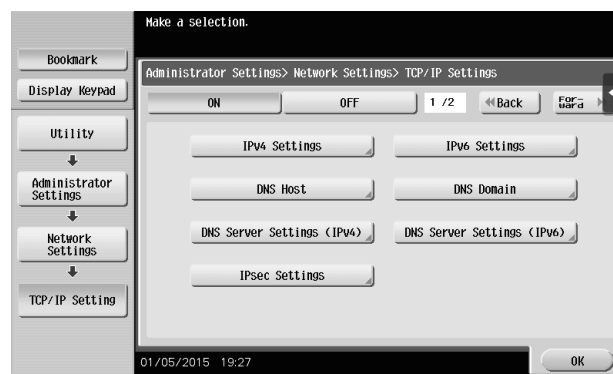 Make a selection.
Bookmark
Display Keypad
Utility
Administrator
Settings
Network
Settings
TCP/IP Setting
Administrator Settings> Network Settings> TCP/IP Settings
ON
OFF
1 /2
Back
For-
ward
IPv4 Settings
IPv6 Settings
DNS Host
DNS Domain
DNS Server Settings (IPv4)
DNS Server Settings (IPv6)
IPsec Settings
01/05/2015 19:27
OK